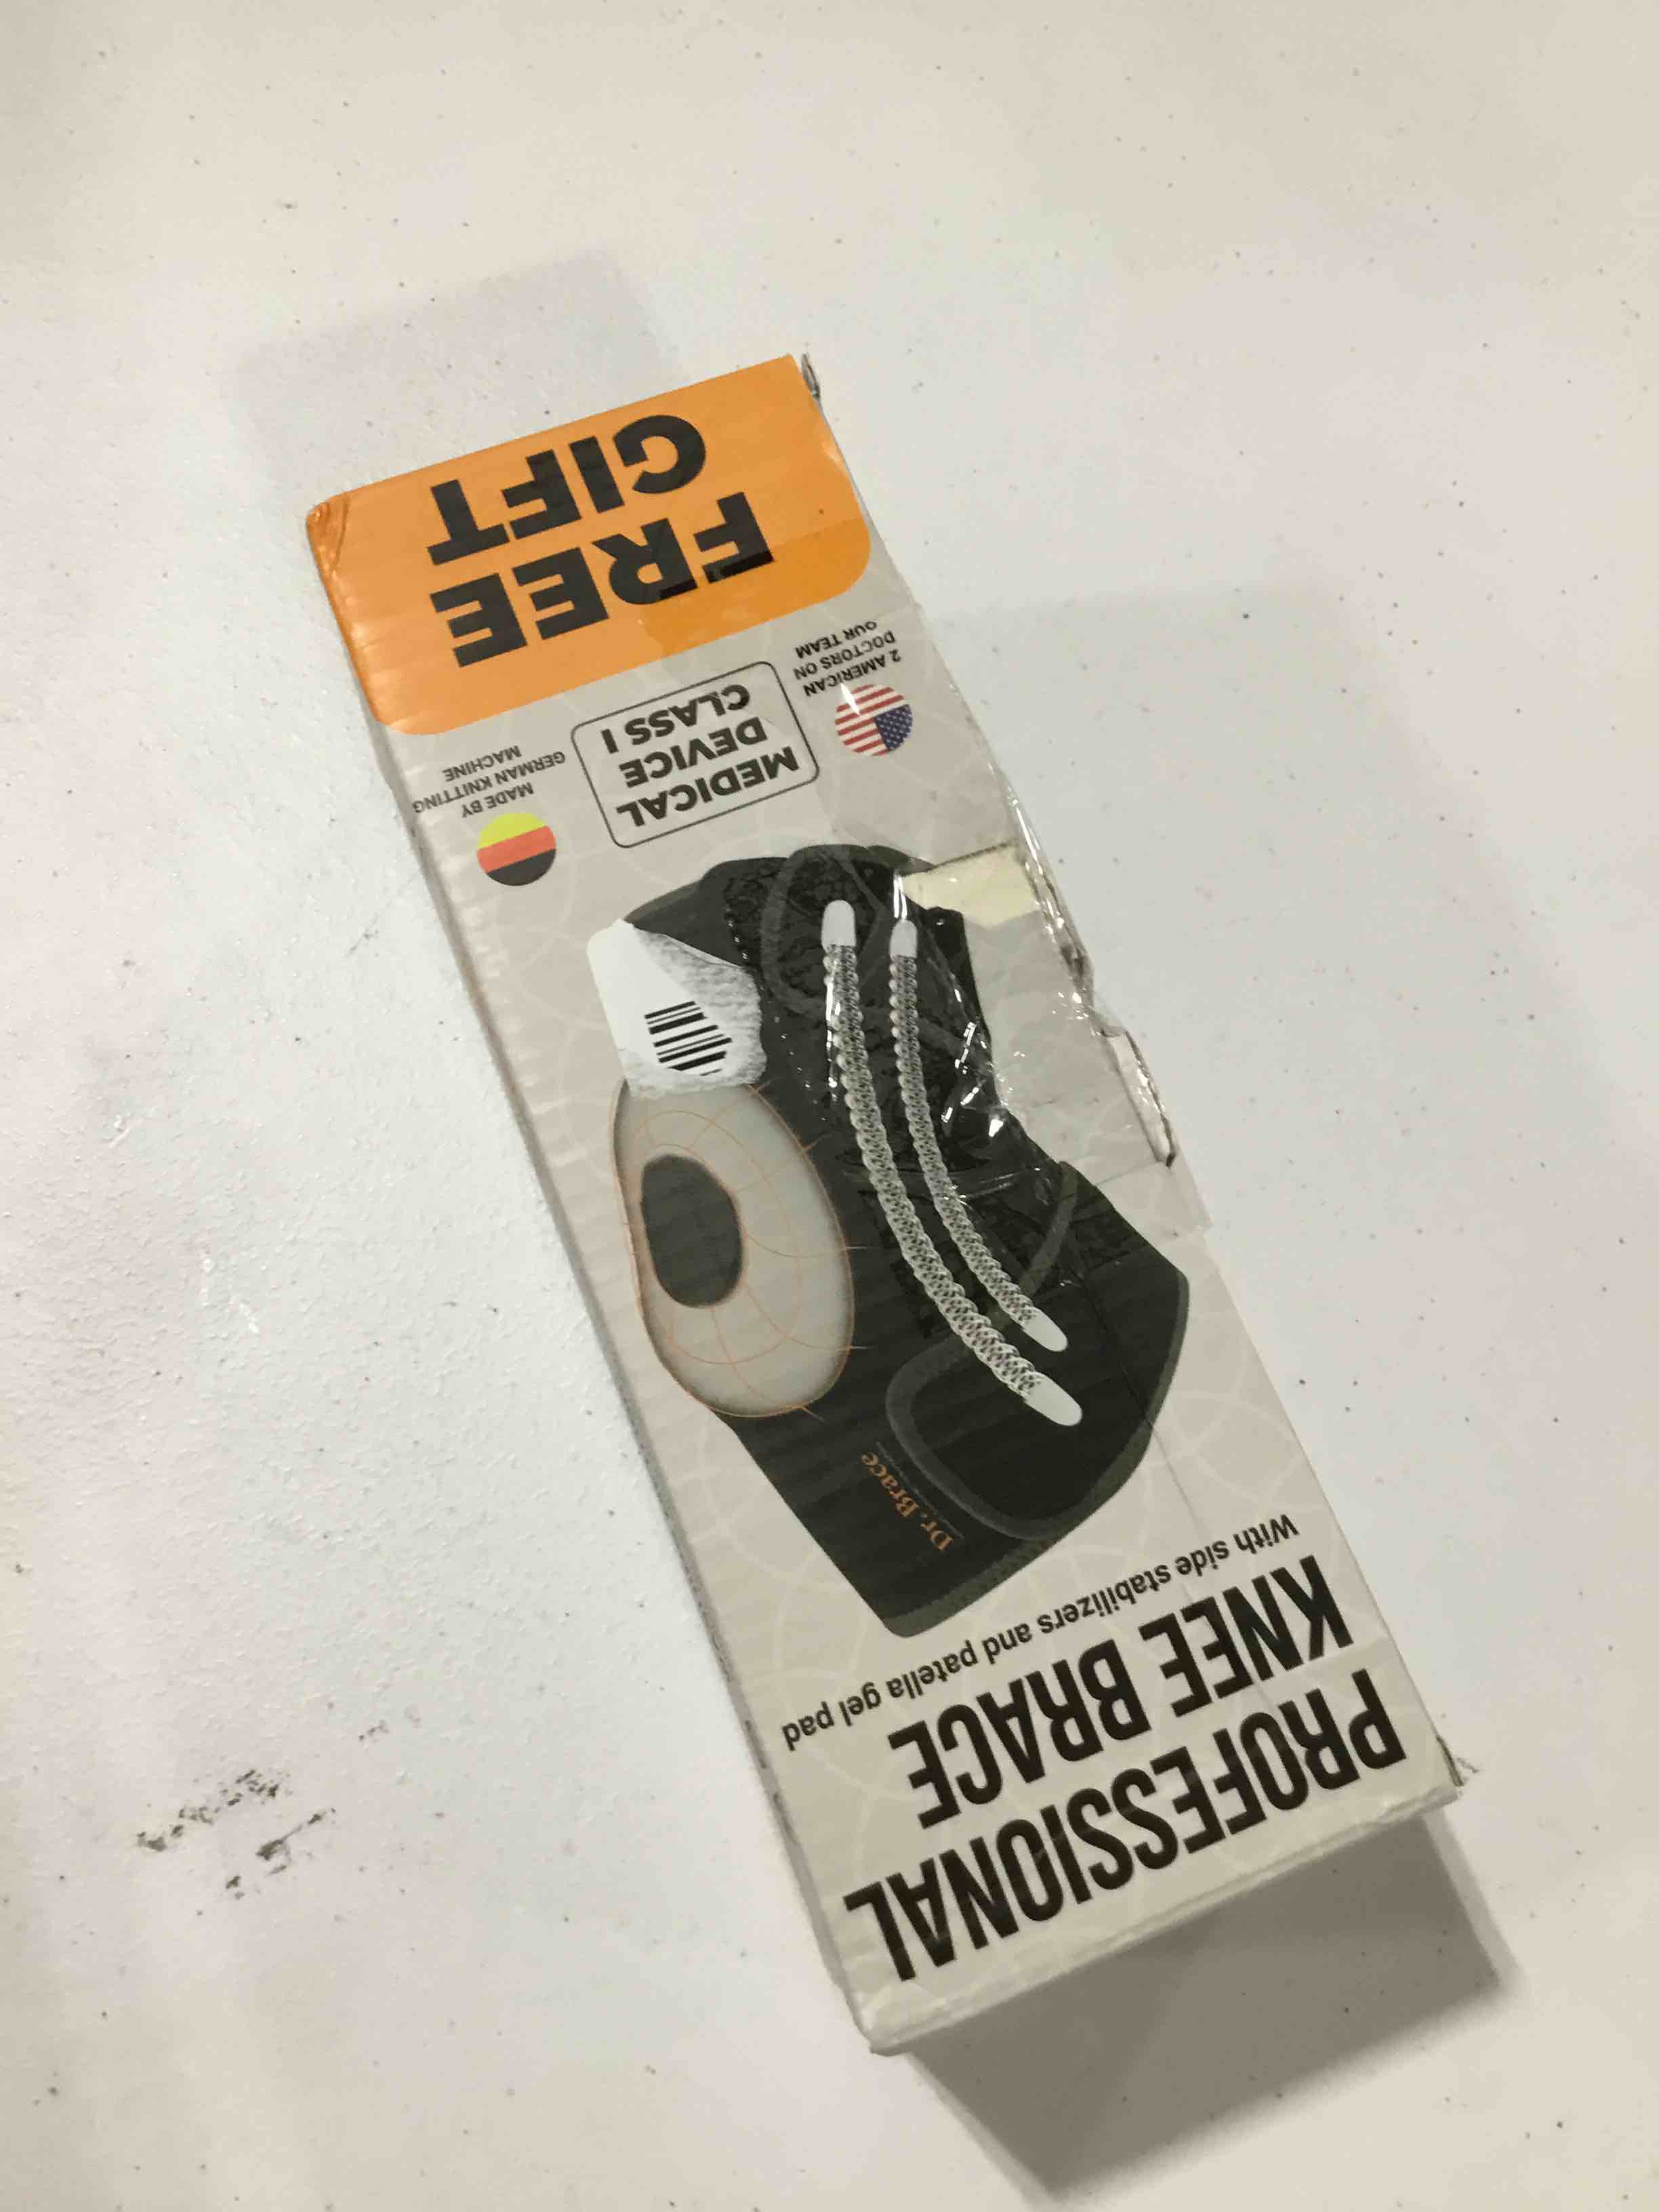 PROFESSIONAL
KNEE BRACE
With side stabilizers and patella gel pad
Dr. Brace
MEDICAL
DEVICE
CLASS I
2 AMERICAN
DOCTORS ON
OUR TEAM
MADE BY
GERMAN KNITTING
MACHINE
FREE
GIFT